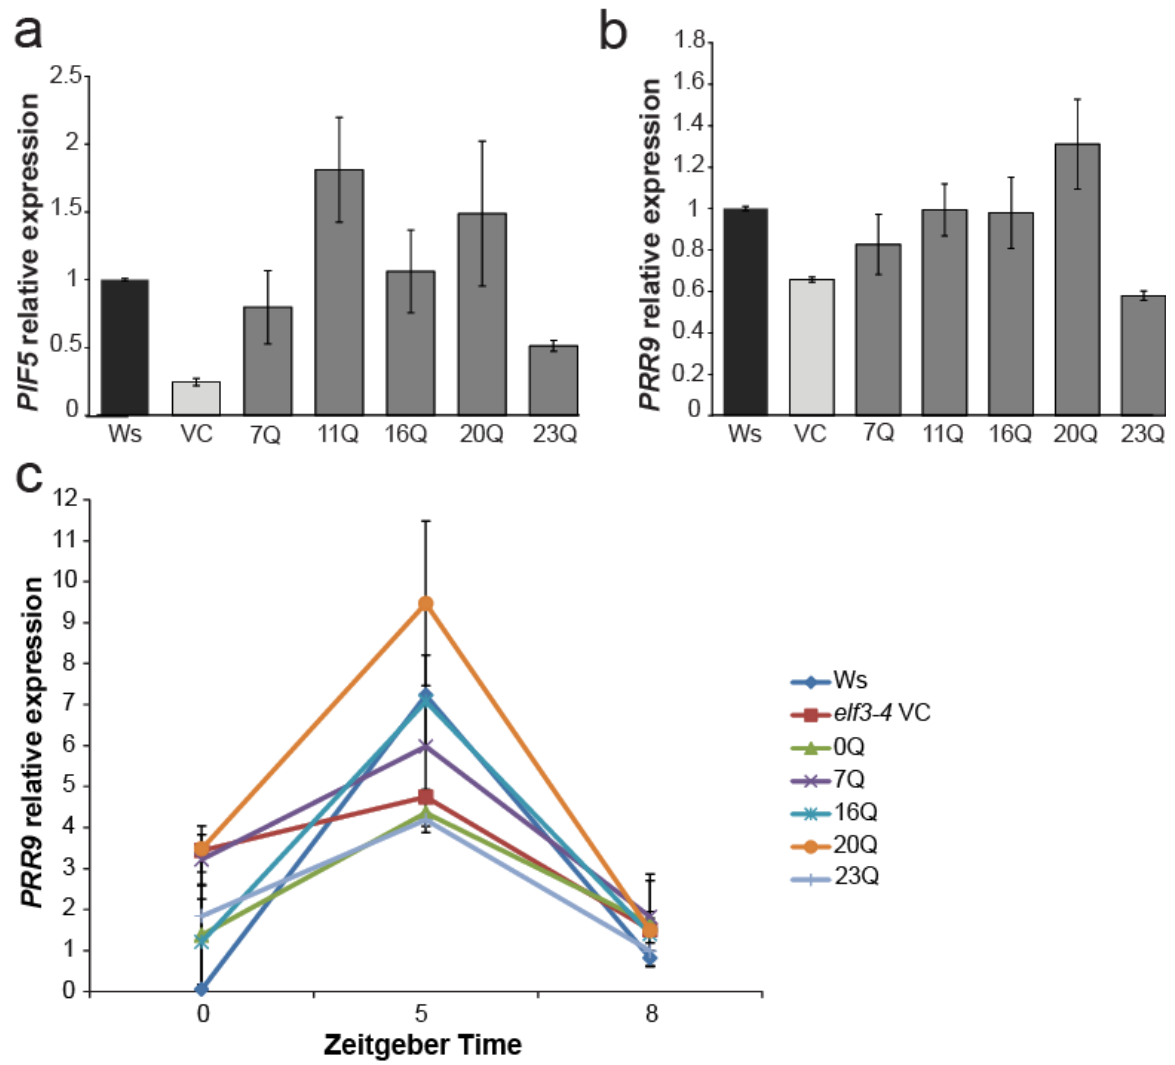 a
PIF5 relative expression
2.5
2
1.5
1
0.5
0
Ws VC 7Q 11Q 16Q 20Q 23Q
b
PRR9 relative expression
1.8
1.6
1.4
1.2
1
0.8
0.6
0.4
0.2
0
Ws VC 7Q 11Q 16Q 20Q 23Q
c
PRR9 relative expression
12
11
10
9
8
7
6
5
4
3
2
1
0
0 5 8
Zeitgeber Time
Ws
elf3-4 VC
0Q
7Q
16Q
20Q
23Q